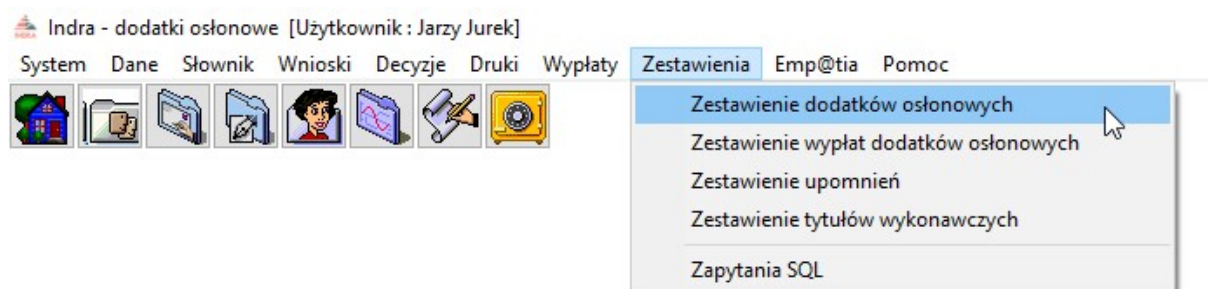 Indra - dodatki osłonowe [Użytkownik : Jarzy Jurek]
System Dane Słownik Wnioski Decyzje Druki Wypłaty Zestawienia Emp@tia Pomoc
Zestawienie dodatków osłonowych
Zestawienie wypłat dodatków osłonowych
Zestawienie upomnień
Zestawienie tytułów wykonawczych
Zapytania SQL